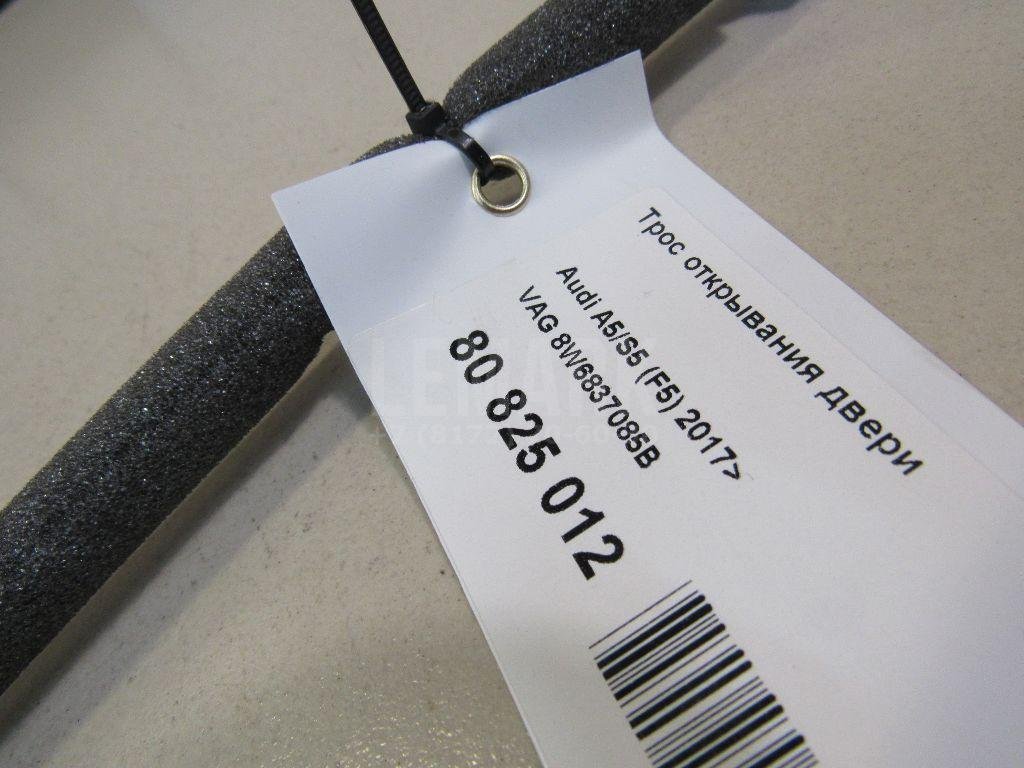 Трос открывания двери
Audi A5/S5 (F5) 2017>
VAG 8W6837085B
80 825 012